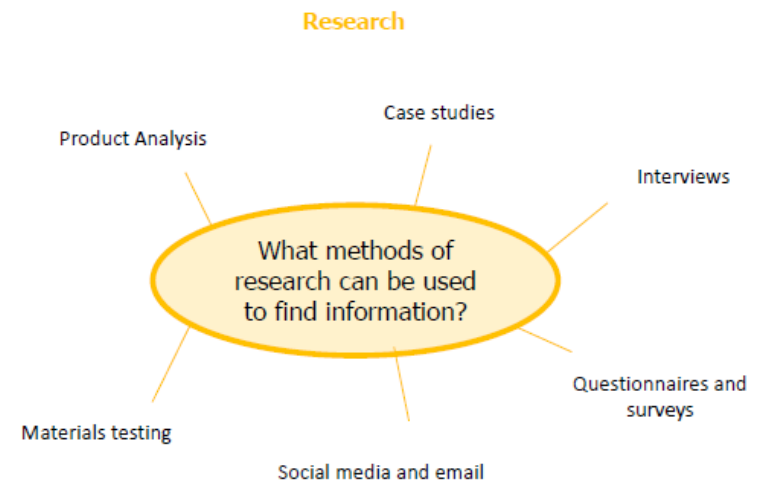 Research
Case studies
Product Analysis
Interviews
What methods of
research can be used
to find information?
Questionnaires and
surveys
Materials testing
Social media and email